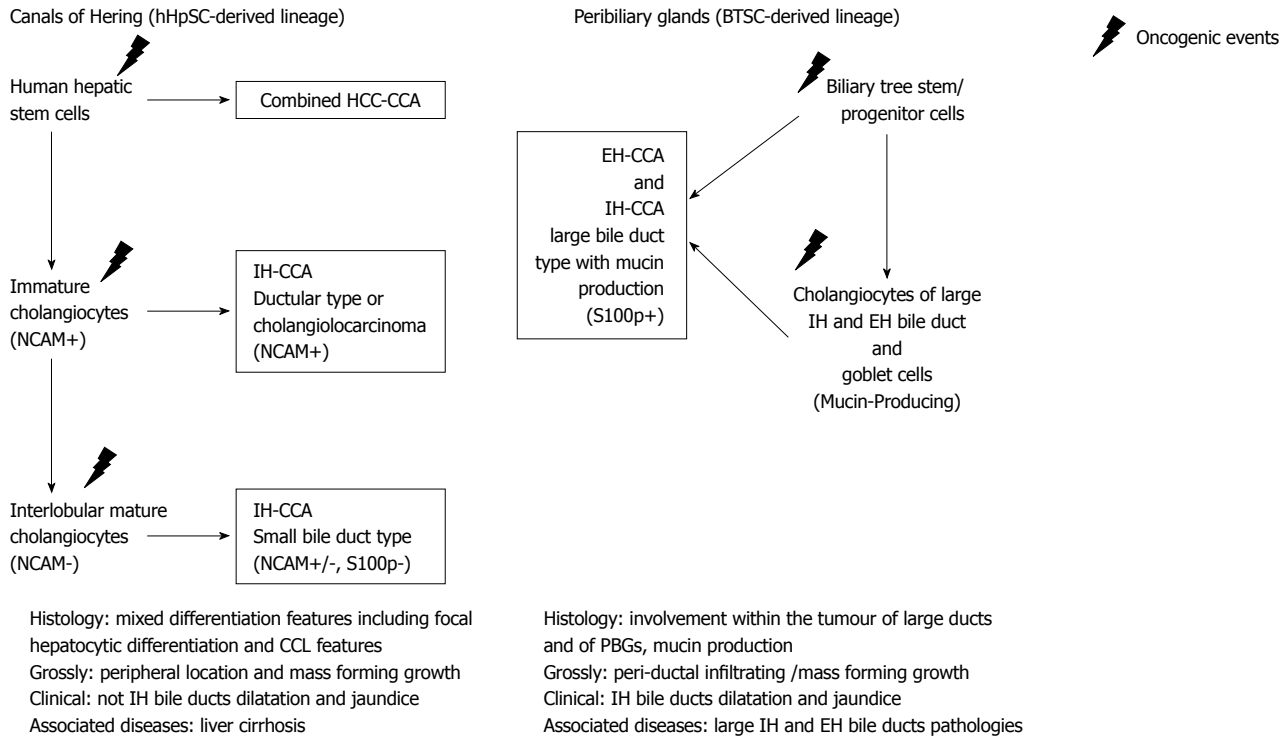 Canals of Hering (hHpSC-derived lineage)
Human hepatic
stem cells
Combined HCC-CCA
Immature
cholangiocytes
(NCAM+)
IH-CCA
Ductular type or
cholangiolocarcinoma
(NCAM+)
Interlobular mature
cholangiocytes
(NCAM-)
IH-CCA
Small bile duct type
(NCAM+/-, S100p-)
Histology: mixed differentiation features including focal
hepatocytic differentiation and CCL features
Grossly: peripheral location and mass forming growth
Clinical: not IH bile ducts dilatation and jaundice
Associated diseases: liver cirrhosis
Peribiliary glands (BTSC-derived lineage)
Biliary tree stem/
progenitor cells
EH-CCA
and
IH-CCA
large bile duct
type with mucin
production
(S100p+)
Cholangiocytes of large
IH and EH bile duct
and
goblet cells
(Mucin-Producing)
Histology: involvement within the tumour of large ducts
and of PBGs, mucin production
Grossly: peri-ductal infiltrating /mass forming growth
Clinical: IH bile ducts dilatation and jaundice
Associated diseases: large IH and EH bile ducts pathologies
Oncogenic events